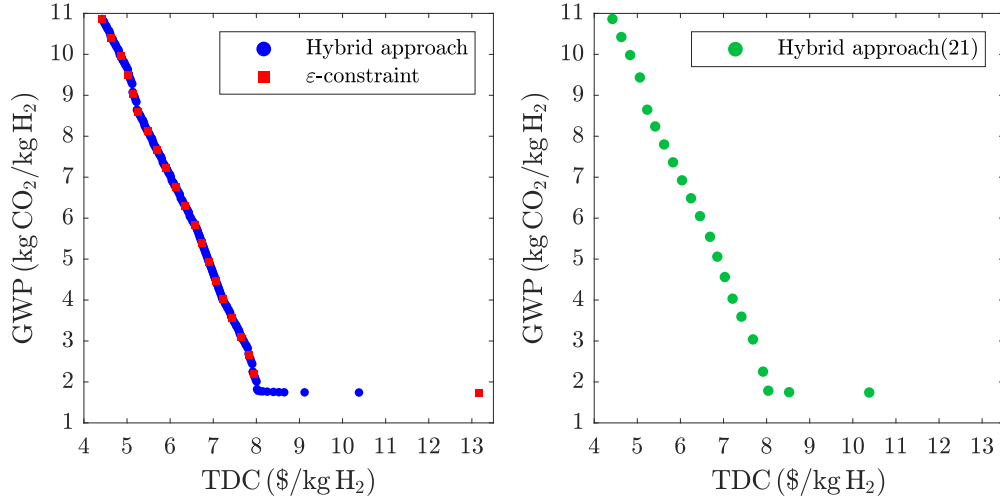 11
10
9
8
7
6
5
4
3
2
1
GWP (kg CO₂/kg H₂)
Hybrid approach
ε-constraint
4 5 6 7 8 9 10 11 12 13
TDC ($/kg H₂)
11
10
9
8
7
6
5
4
3
2
1
GWP (kg CO₂/kg H₂)
Hybrid approach(21)
4 5 6 7 8 9 10 11 12 13
TDC ($/kg H₂)